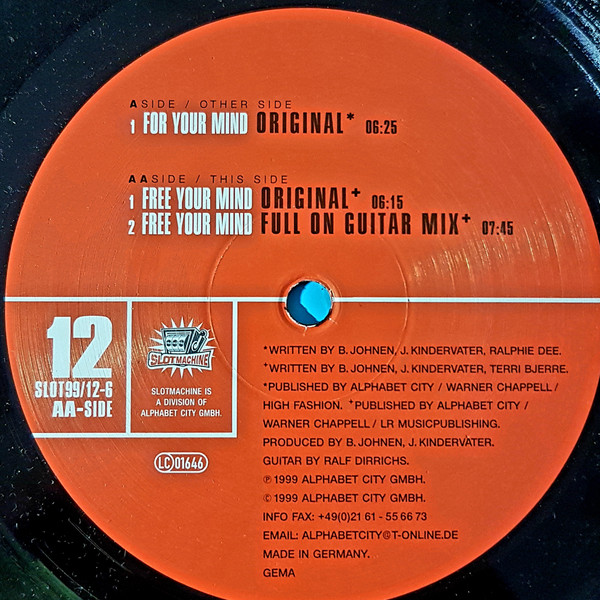 A SIDE / OTHER SIDE
1 FOR YOUR MIND ORIGINAL* 06:25
AA SIDE / THIS SIDE
1 FREE YOUR MIND ORIGINAL+ 06:15
2 FREE YOUR MIND FULL ON GUITAR MIX+ 07:45
12
SLOT99/12-6
AA-SIDE
SLOTMACHINE
SLOTMACHINE IS
A DIVISION OF
ALPHABET CITY GMBH.
LC 01646
*WRITTEN BY B. JOHNEN, J. KINDERVATER, RALPHIE DEE.
+WRITTEN BY B. JOHNEN, J. KINDERVATER, TERRI BJERRE.
*PUBLISHED BY ALPHABET CITY / WARNER CHAPPELL /
HIGH FASHION. +PUBLISHED BY ALPHABET CITY /
WARNER CHAPPELL / LR MUSICPUBLISHING.
PRODUCED BY B. JOHNEN, J. KINDERVATER.
GUITAR BY RALF DIRRICHS.
℗ 1999 ALPHABET CITY GMBH.
© 1999 ALPHABET CITY GMBH.
INFO FAX: +49(0)21 61 - 55 66 73
EMAIL: ALPHABETCITY@T-ONLINE.DE
MADE IN GERMANY.
GEMA